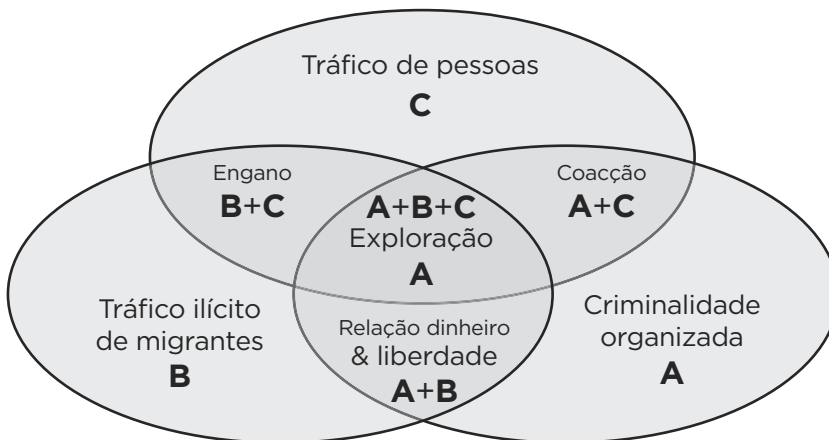 Tráfico de pessoas
C
Engano
B+C
A+B+C
Exploração
A
Coacção
A+C
Tráfico ilícito
de migrantes
B
Relação dinheiro
& liberdade
A+B
Criminalidade
organizada
A